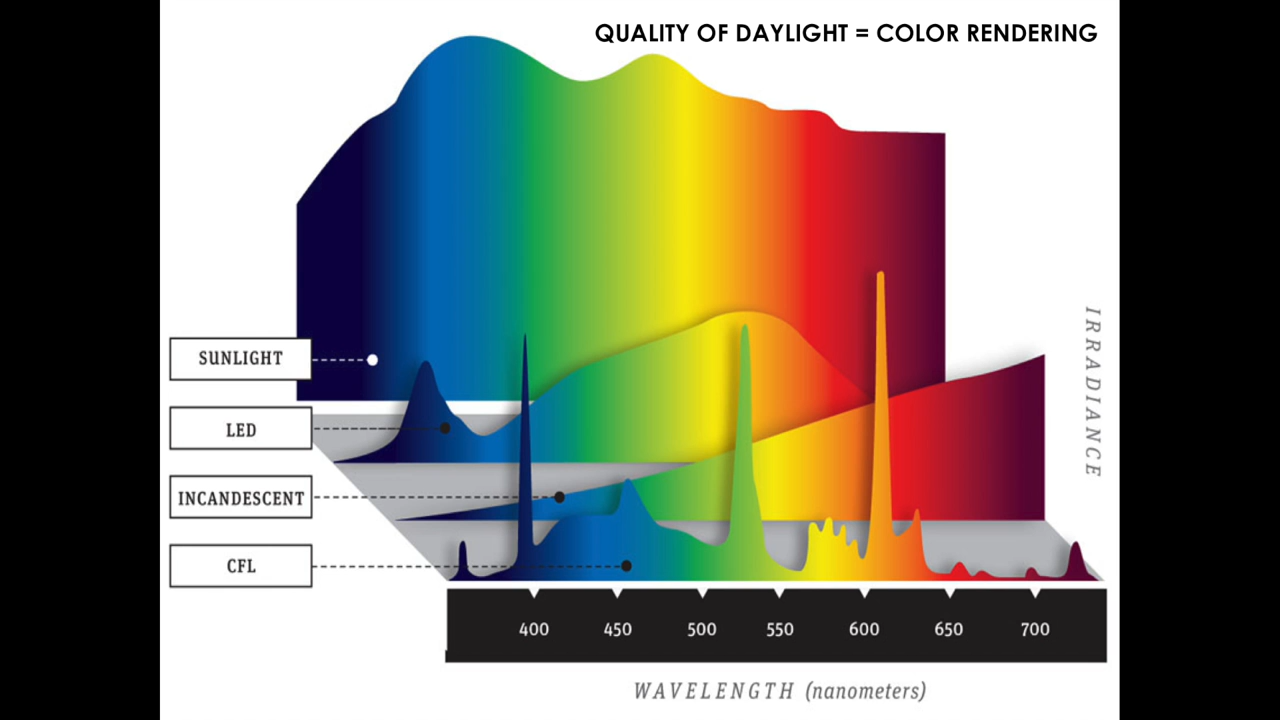 QUALITY OF DAYLIGHT = COLOR RENDERING
IRRADIANCE
SUNLIGHT
LED
INCANDESCENT
CFL
400 450 500 550 600 650 700
WAVELENGTH (nanometers)